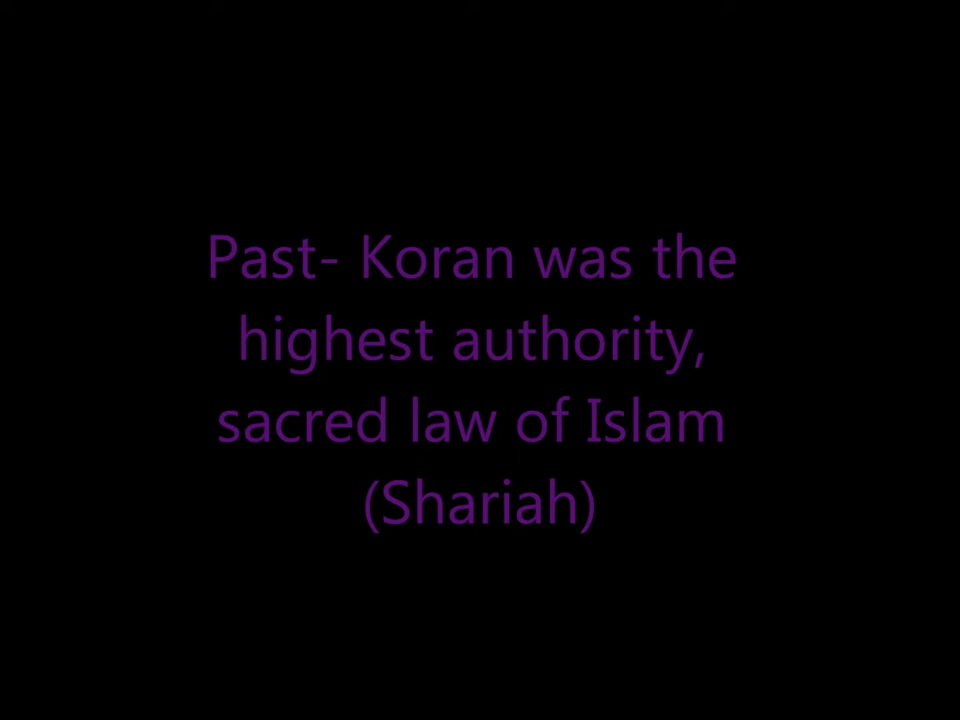 Past- Koran was the
highest authority,
sacred law of Islam
(Shariah)